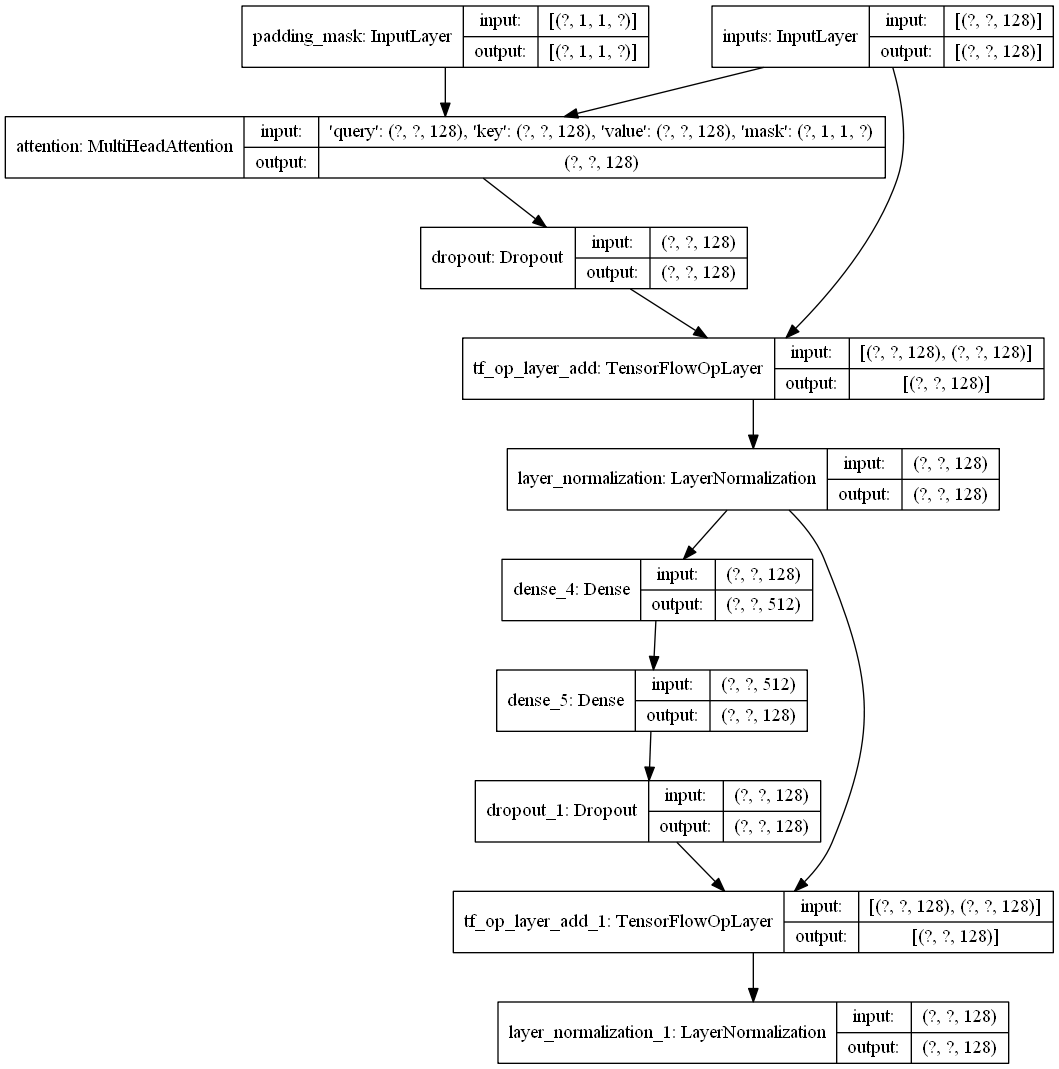 padding_mask: InputLayer
input:
[(?, 1, 1, ?)]
output:
[(?, 1, 1, ?)]
inputs: InputLayer
input:
[(?, ?, 128)]
output:
[(?, ?, 128)]
attention: MultiHeadAttention
input:
'query': (?, ?, 128), 'key': (?, ?, 128), 'value': (?, ?, 128), 'mask': (?, 1, 1, ?)
output:
(?, ?, 128)
dropout: Dropout
input:
(?, ?, 128)
output:
(?, ?, 128)
tf_op_layer_add: TensorFlowOpLayer
input:
[(?, ?, 128), (?, ?, 128)]
output:
[(?, ?, 128)]
layer_normalization: LayerNormalization
input:
(?, ?, 128)
output:
(?, ?, 128)
dense_4: Dense
input:
(?, ?, 128)
output:
(?, ?, 512)
dense_5: Dense
input:
(?, ?, 512)
output:
(?, ?, 128)
dropout_1: Dropout
input:
(?, ?, 128)
output:
(?, ?, 128)
tf_op_layer_add_1: TensorFlowOpLayer
input:
[(?, ?, 128), (?, ?, 128)]
output:
[(?, ?, 128)]
layer_normalization_1: LayerNormalization
input:
(?, ?, 128)
output:
(?, ?, 128)